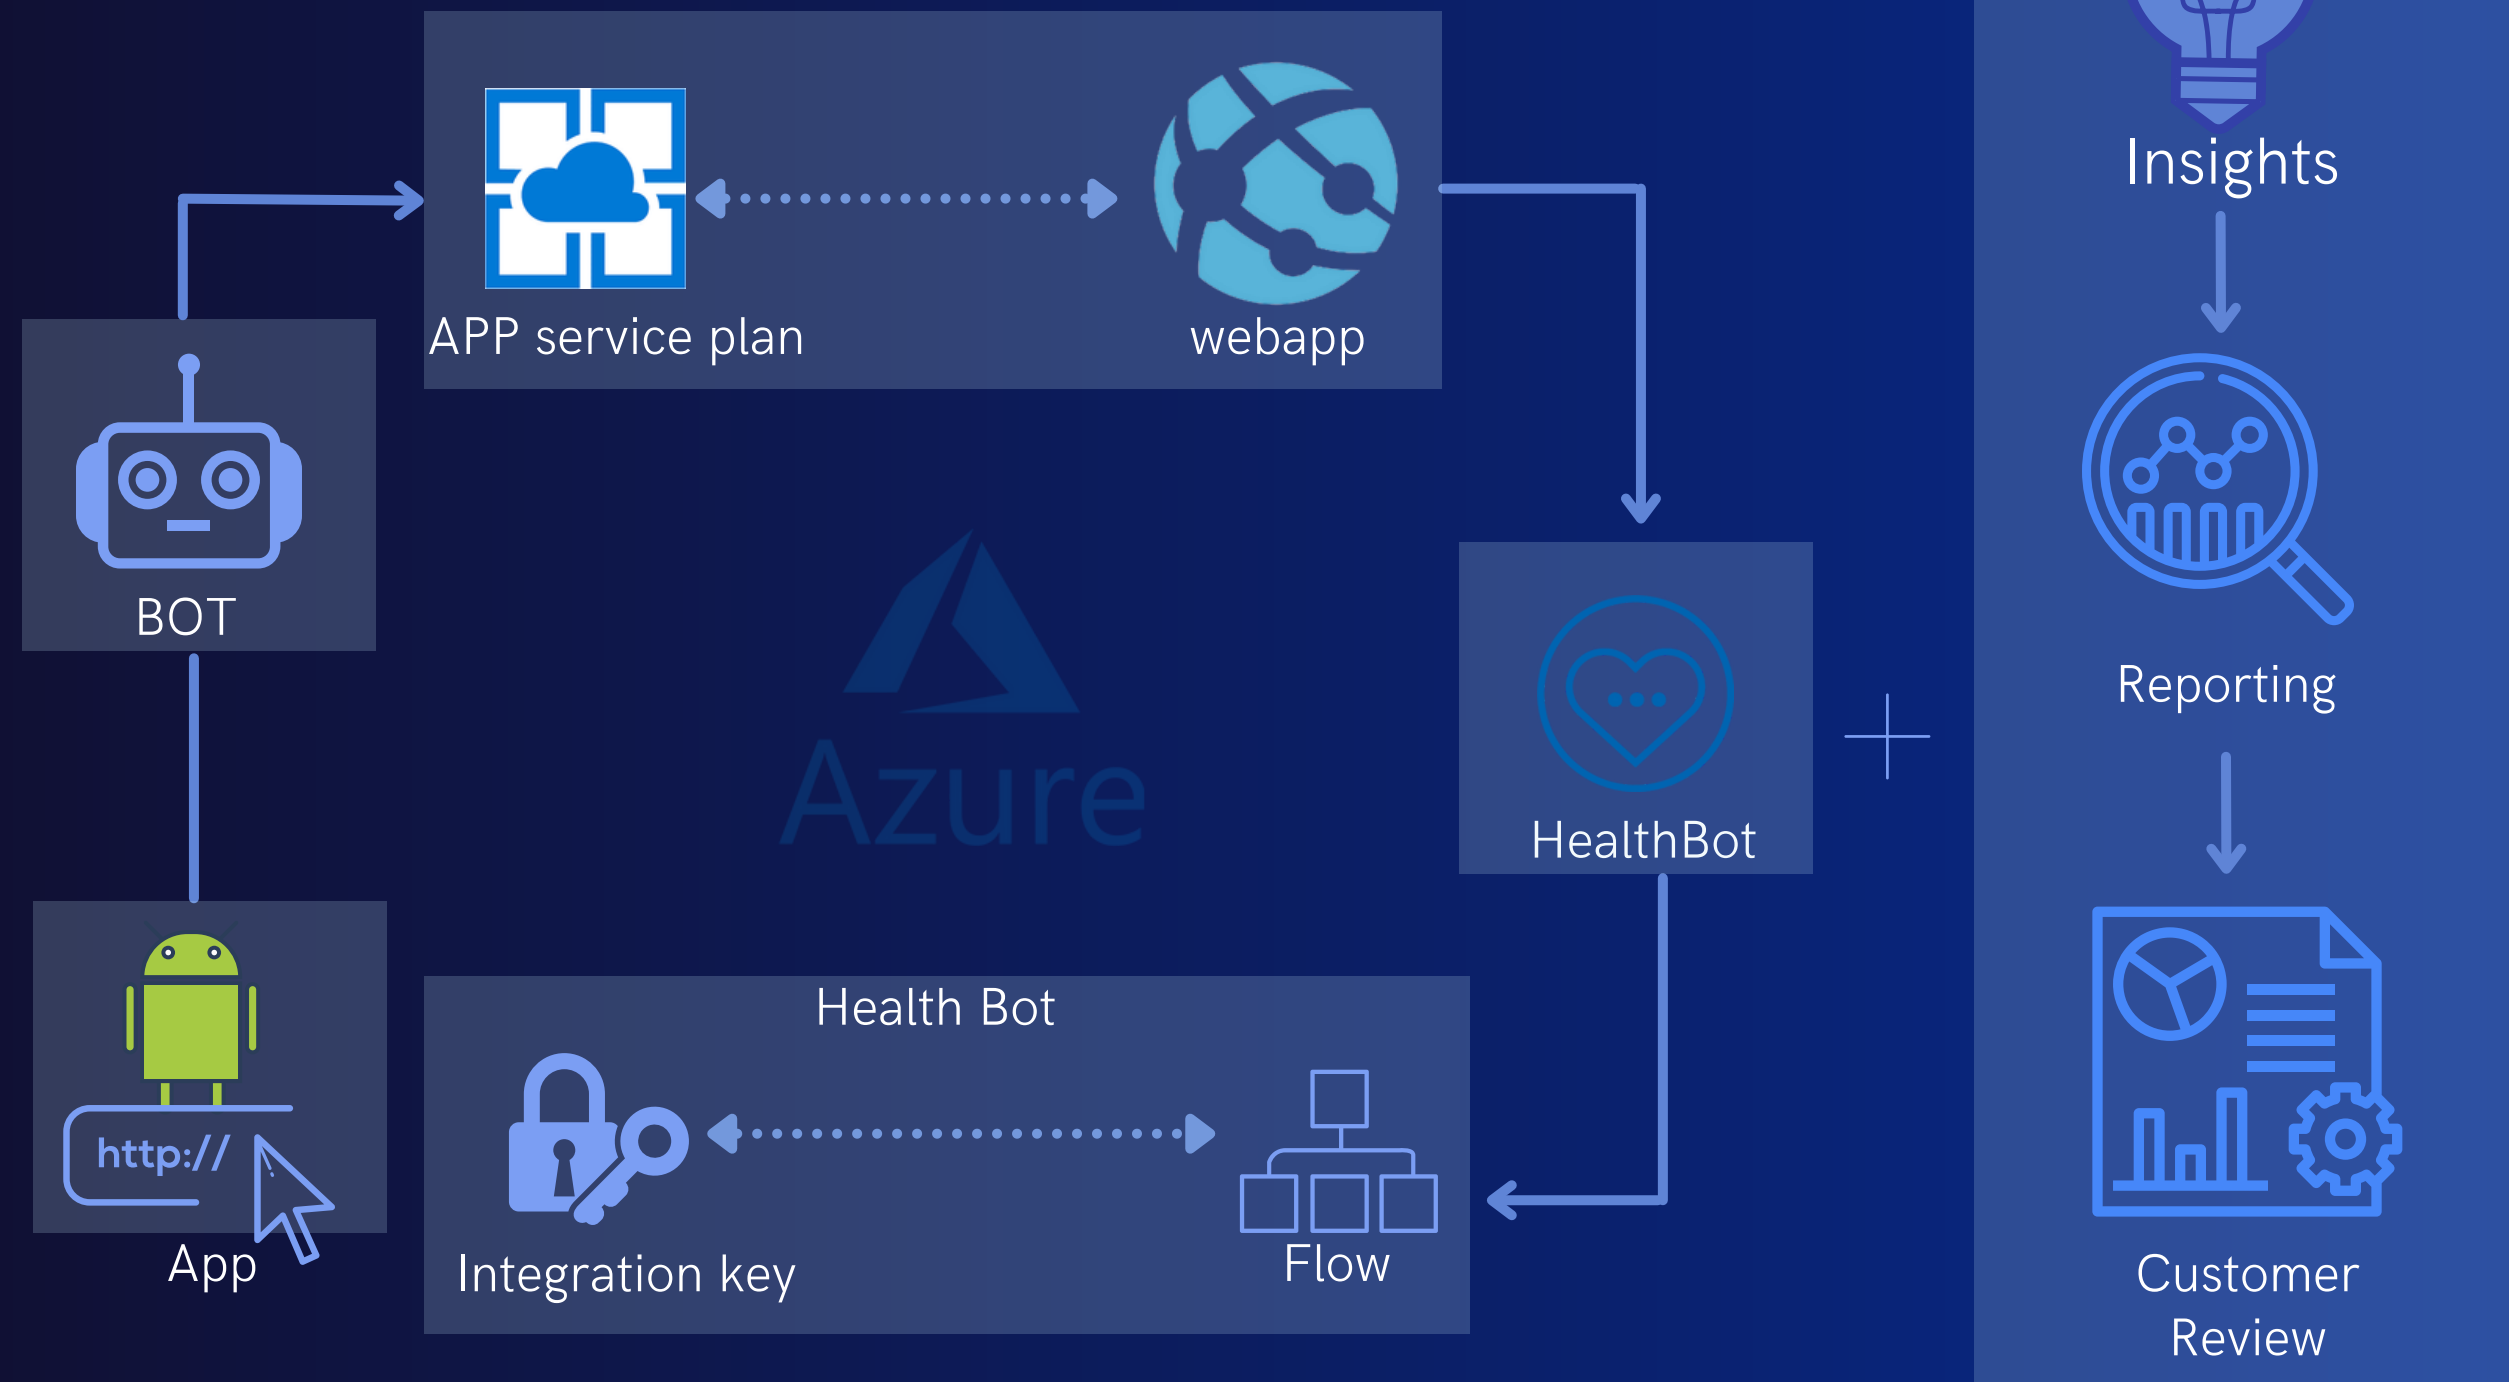 APP service plan
webapp
Insights
BOT
Reporting
Azure
HealthBot
http://
App
Health Bot
Integration key
Flow
Customer
Review